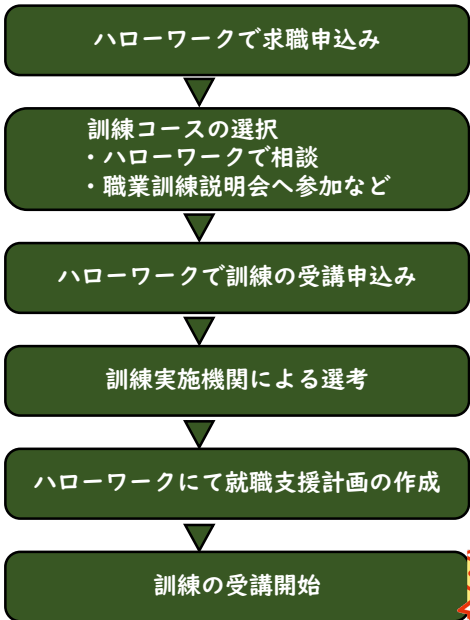 ハローワークで求職申込み
訓練コースの選択
・ハローワークで相談
・職業訓練説明会へ参加など
ハローワークで訓練の受講申込み
訓練実施機関による選考
ハローワークにて就職支援計画の作成
訓練の受講開始